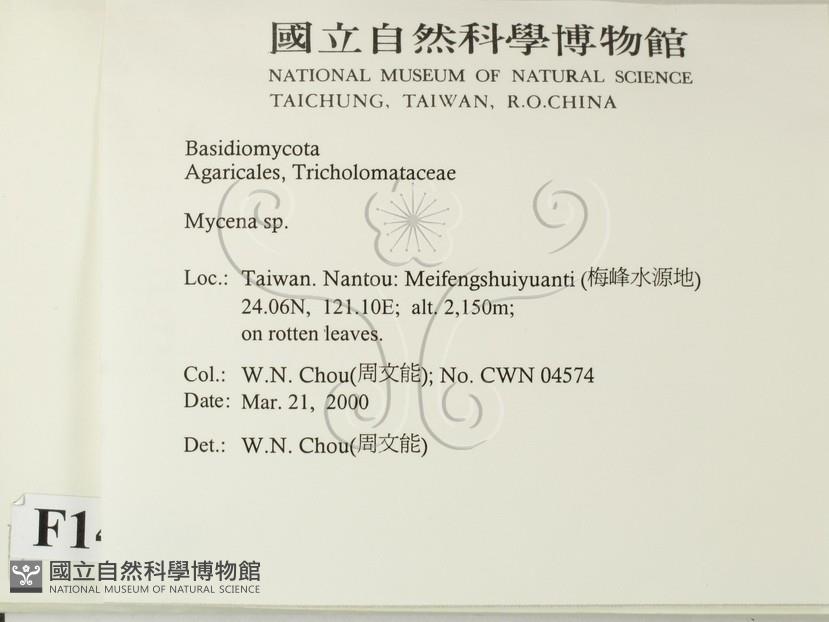 國立自然科學博物館
NATIONAL MUSEUM OF NATURAL SCIENCE
TAICHUNG, TAIWAN, R.O.CHINA
Basidiomycota
Agaricales, Tricholomataceae
Mycena sp.
Loc.: Taiwan. Nantou: Meifengshuiyuanti (梅峰水源地)
24.06N, 121.10E; alt. 2,150m;
on rotten leaves.
Col.: W.N. Chou(周文能); No. CWN 04574
Date: Mar. 21, 2000
Det.: W.N. Chou(周文能)
F14
國立自然科學博物館
NATIONAL MUSEUM OF NATURAL SCIENCE